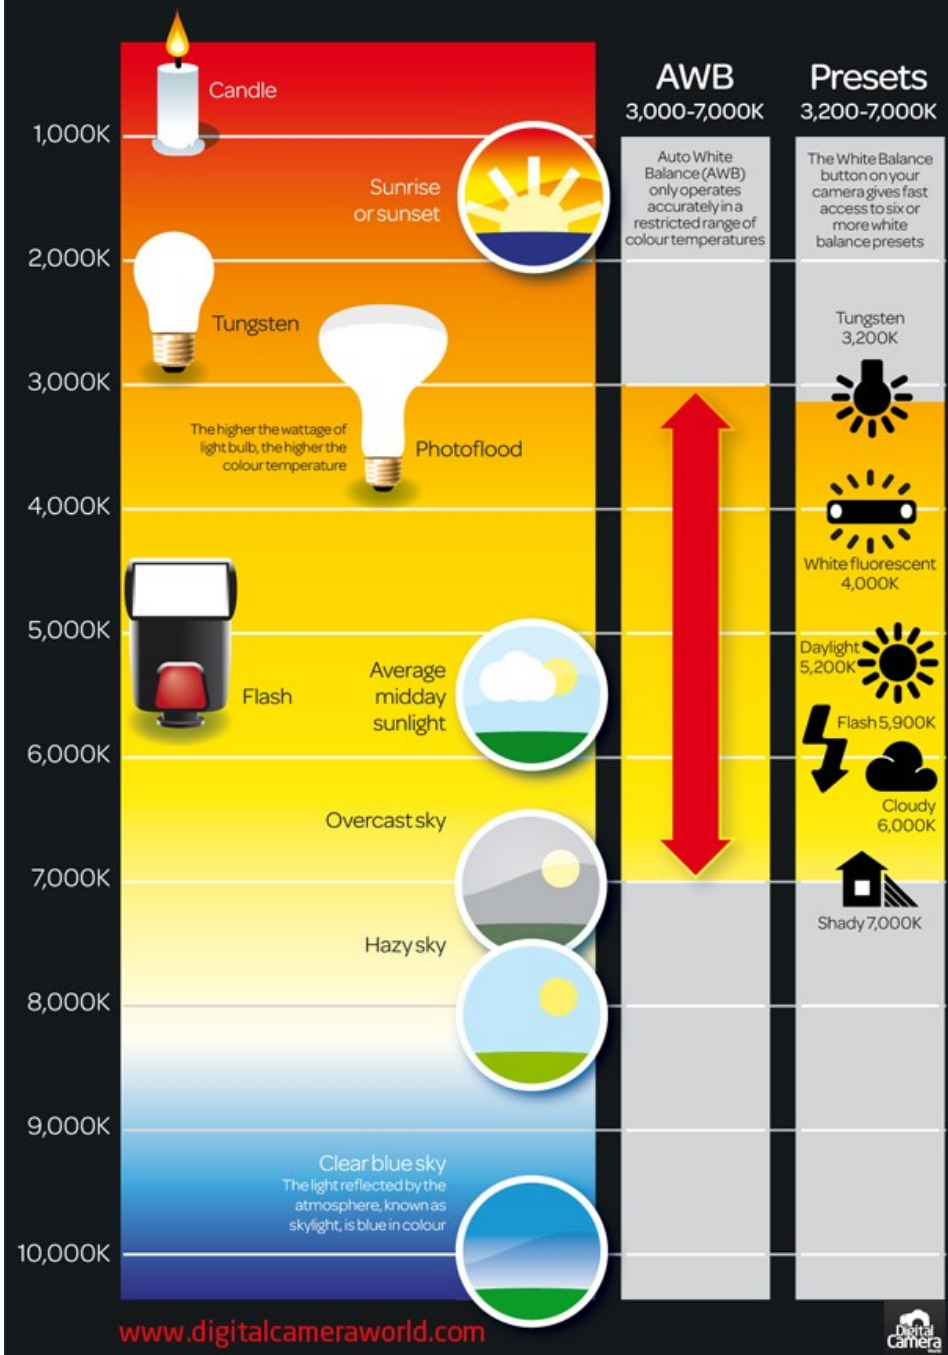 AWB
3,000-7,000K
Presets
3,200-7,000K
Candle
1,000K
Auto White
Balance (AWB)
only operates
accurately in a
restricted range of
colour temperatures
The White Balance
button on your
camera gives fast
access to six or
more white
balance presets
Sunrise
or sunset
2,000K
Tungsten
Tungsten
3,200K
3,000K
The higher the wattage of
light bulb, the higher the
colour temperature
Photoflood
4,000K
White fluorescent
4,000K
5,000K
Daylight
5,200K
Average
midday
sunlight
Flash
Flash 5,900K
6,000K
Cloudy
6,000K
Overcast sky
7,000K
Shady 7,000K
Hazy sky
8,000K
9,000K
Clear blue sky
The light reflected by the
atmosphere, known as
skylight, is blue in colour
10,000K
www.digitalcameraworld.com
Digital
Camera
World